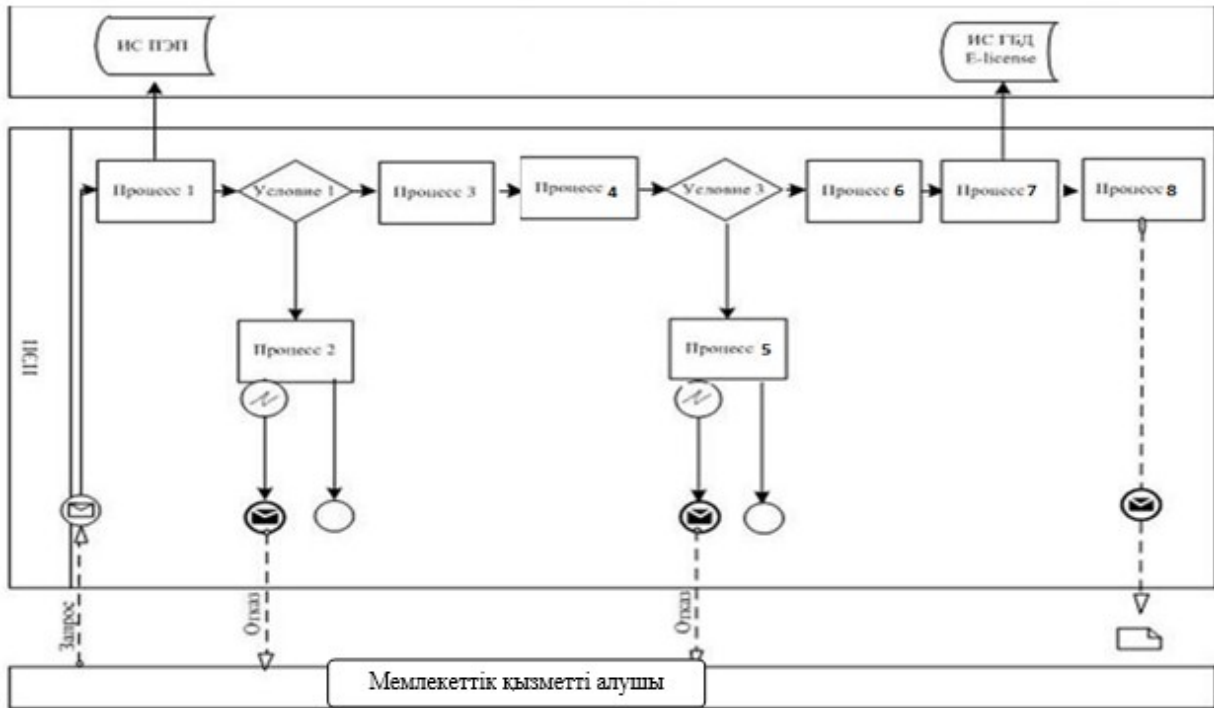 ИС ПЭП
ИС ГБД
E-license
Процесс 1
Условие 1
Процесс 3
Процесс 4
Условие 3
Процесс 6
Процесс 7
Процесс 8
Процесс 2
Процесс 5
Запрос
Отказ
Отказ
Мемлекеттік қызметті алушы